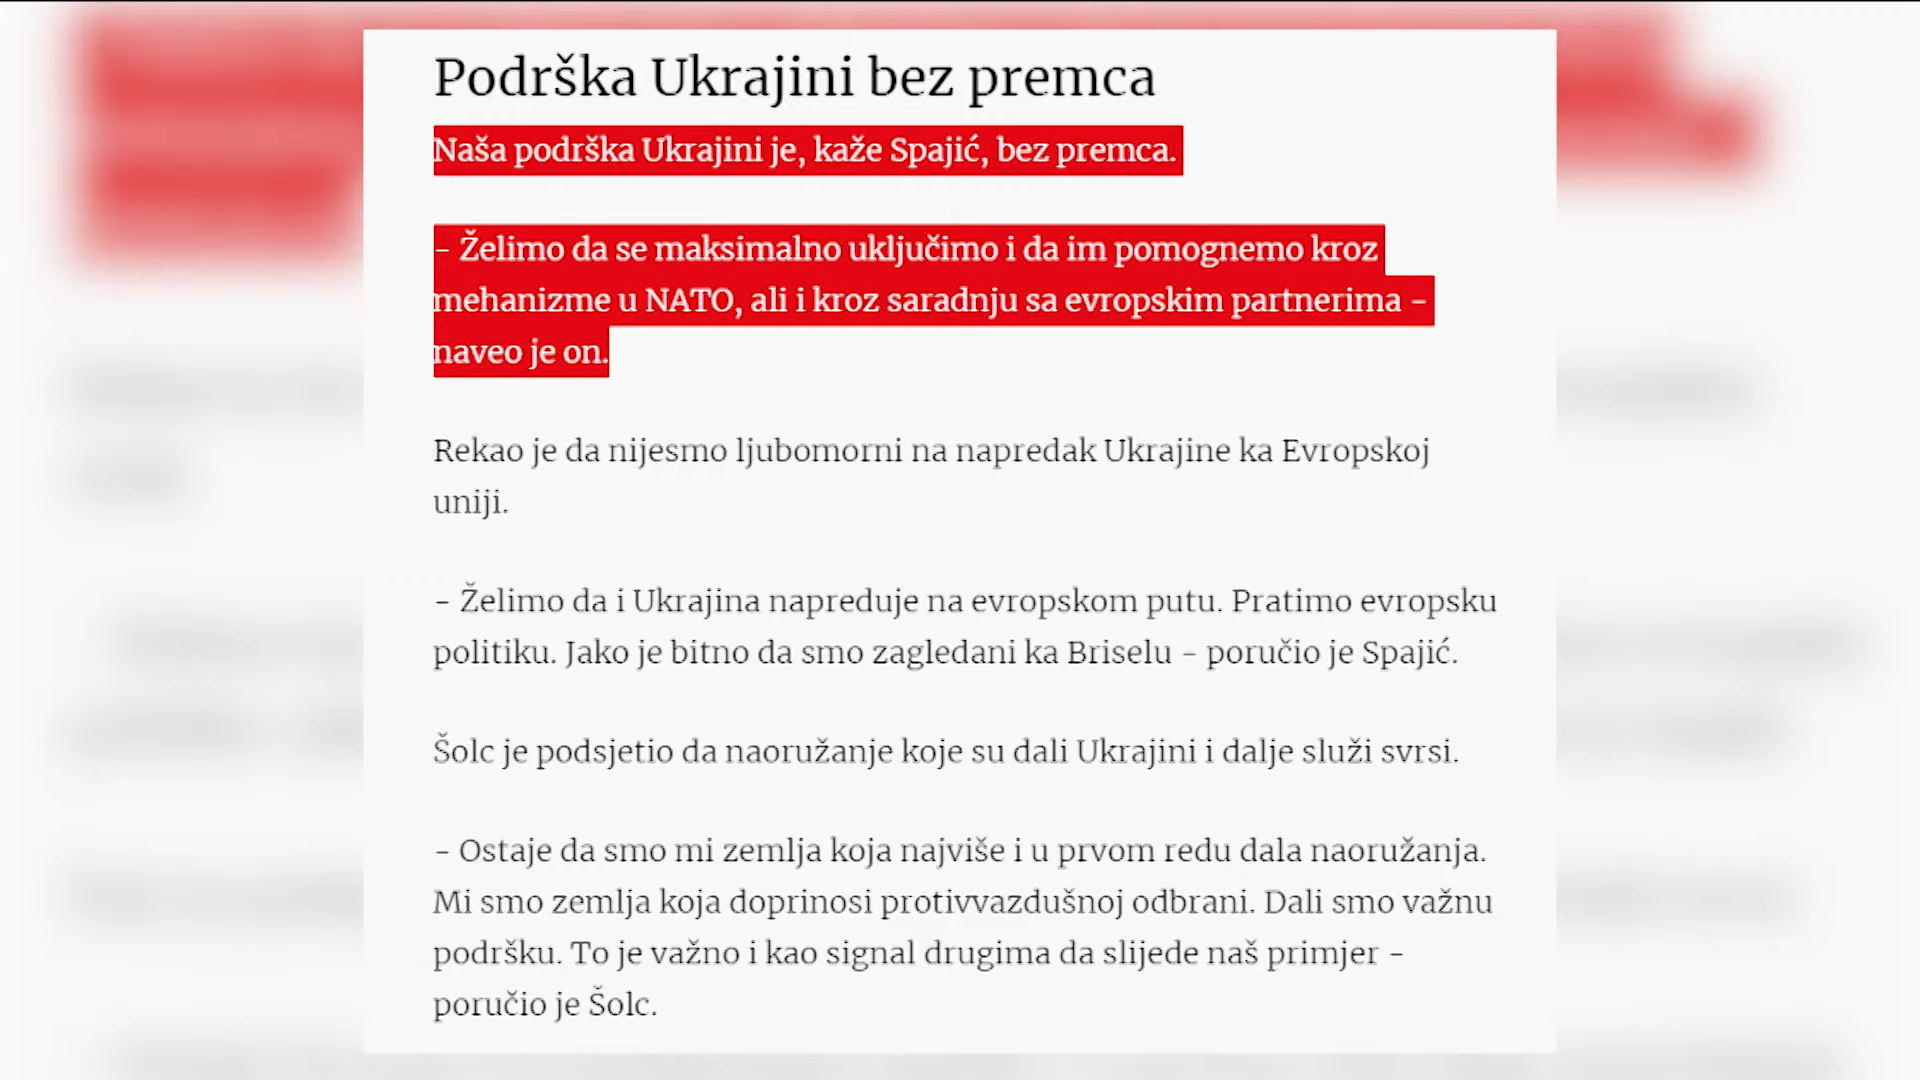 Podrška Ukrajini bez premca
Naša podrška Ukrajini je, kaže Spajić, bez premca.
- Želimo da se maksimalno uključimo i da im pomognemo kroz
mehanizme u NATO, ali i kroz saradnju sa evropskim partnerima -
naveo je on.
Rekao je da nijesmo ljubomorni na napredak Ukrajine ka Evropskoj
uniji.
- Želimo da i Ukrajina napreduje na evropskom putu. Pratimo evropsku
politiku. Jako je bitno da smo zagledani ka Briselu - poručio je Spajić.
Šolc je podsjetio da naoružanje koje su dali Ukrajini i dalje služi svrsi.
- Ostaje da smo mi zemlja koja najviše i u prvom redu dala naoružanja.
Mi smo zemlja koja doprinosi protivvazdušnoj odbrani. Dali smo važnu
podršku. To je važno i kao signal drugima da slijede naš primjer -
poručio je Šolc.